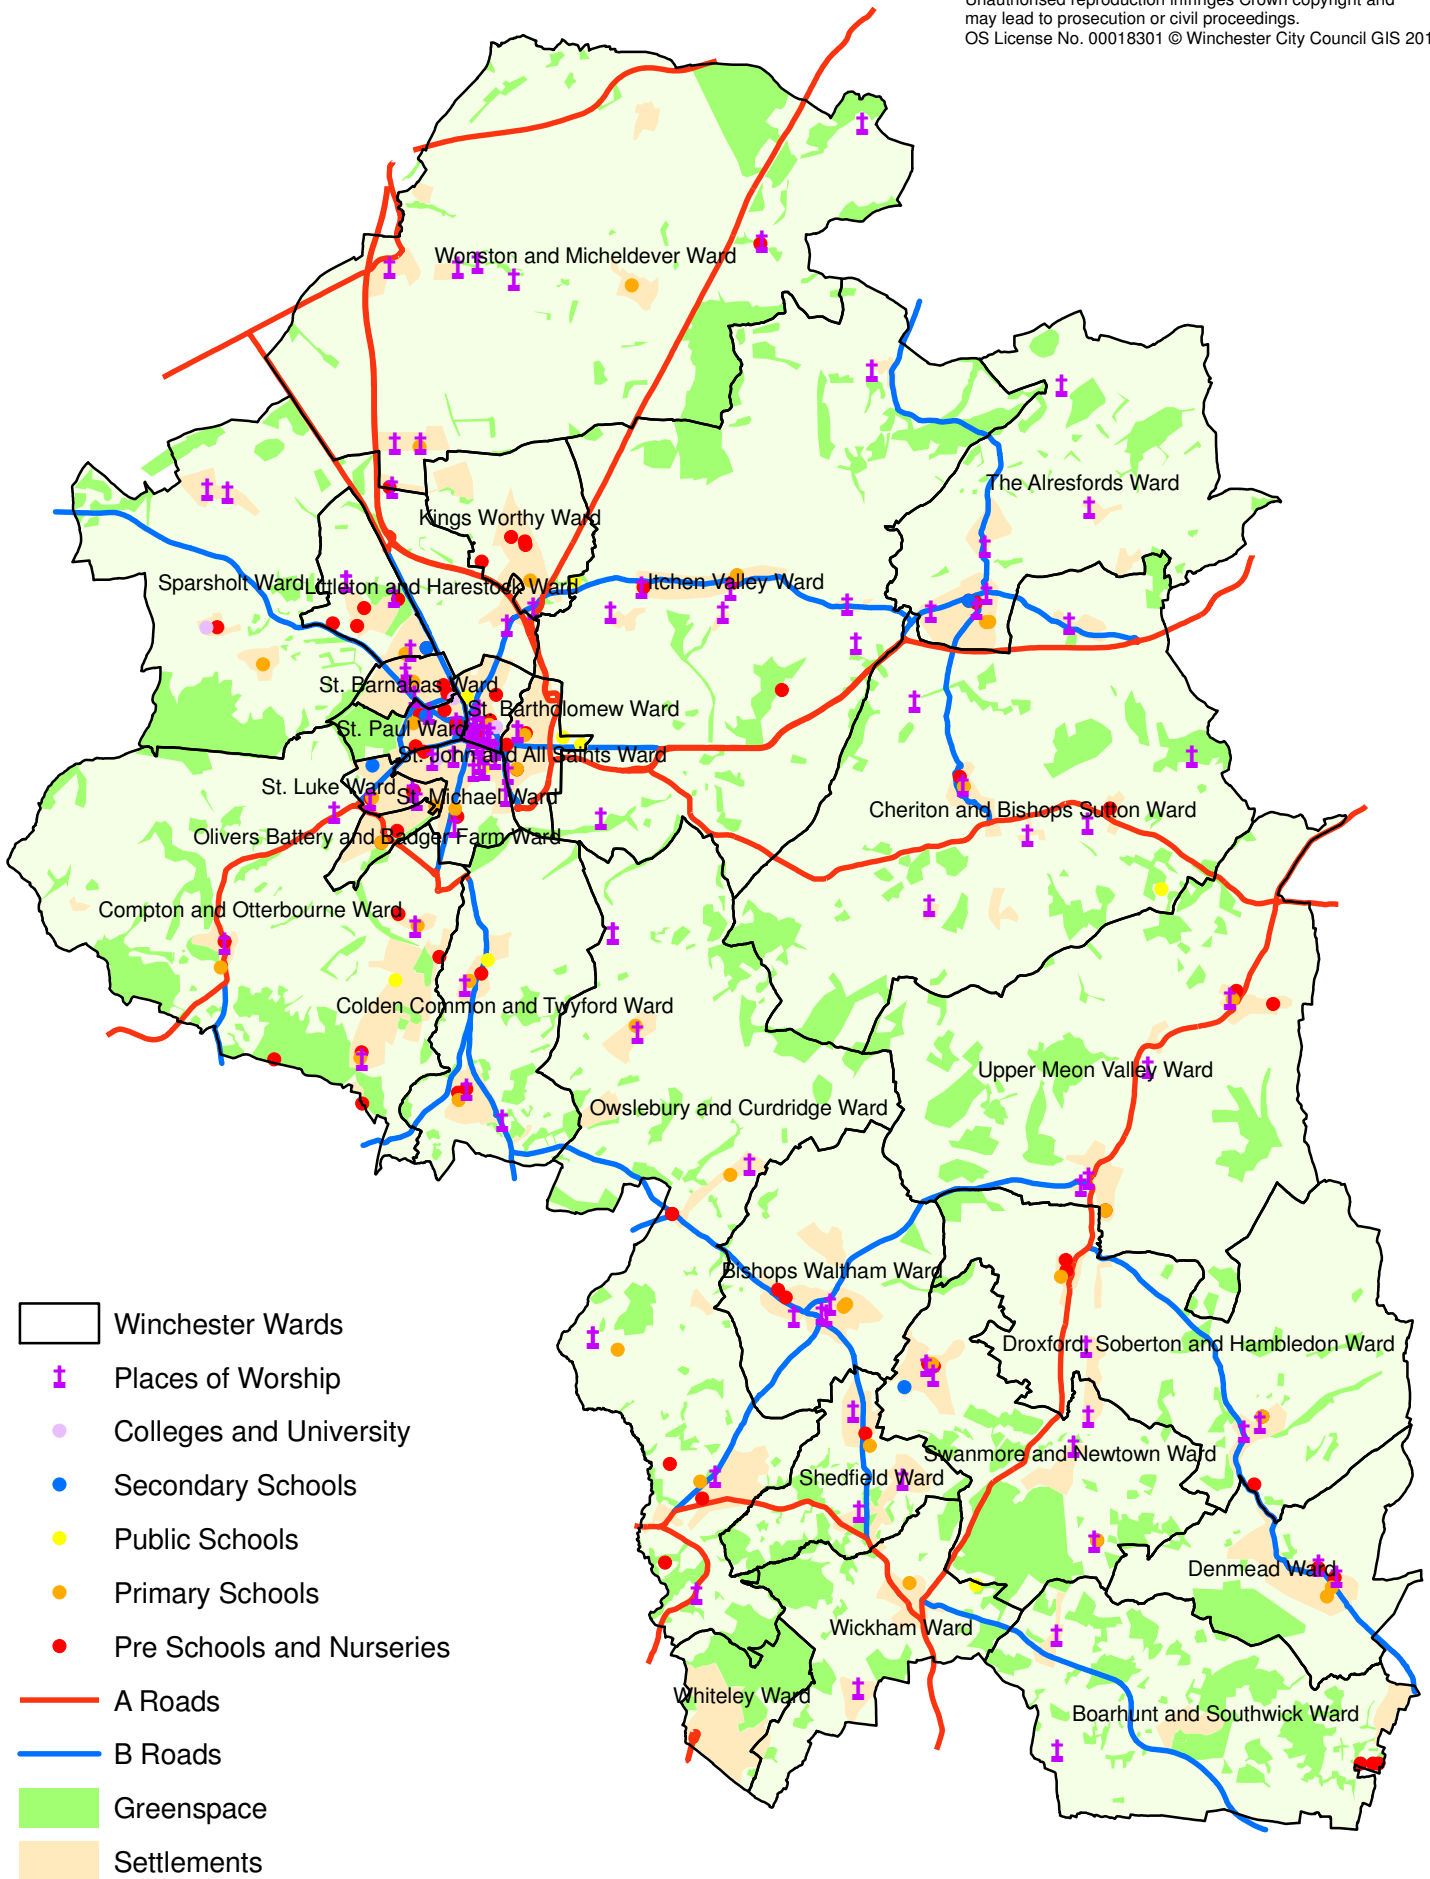 Unauthorised reproduction infringes Crown copyright and
may lead to prosecution or civil proceedings.
OS License No. 00018301 © Winchester City Council GIS 201
Wonston and Micheldever Ward
The Alresfords Ward
Kings Worthy Ward
Sparsholt Ward
Littleton and Harestock Ward
Itchen Valley Ward
St. Barnabas Ward
St. Bartholomew Ward
St. Paul Ward
St. John and All Saints Ward
St. Luke Ward
St. Michael Ward
Cheriton and Bishops Sutton Ward
Olivers Battery and Badger Farm Ward
Compton and Otterbourne Ward
Colden Common and Twyford Ward
Upper Meon Valley Ward
Owslebury and Curdridge Ward
Bishops Waltham Ward
Droxford, Soberton and Hambledon Ward
Swanmore and Newtown Ward
Shedfield Ward
Denmead Ward
Wickham Ward
Whiteley Ward
Boarhunt and Southwick Ward
Winchester Wards
Places of Worship
Colleges and University
Secondary Schools
Public Schools
Primary Schools
Pre Schools and Nurseries
A Roads
B Roads
Greenspace
Settlements